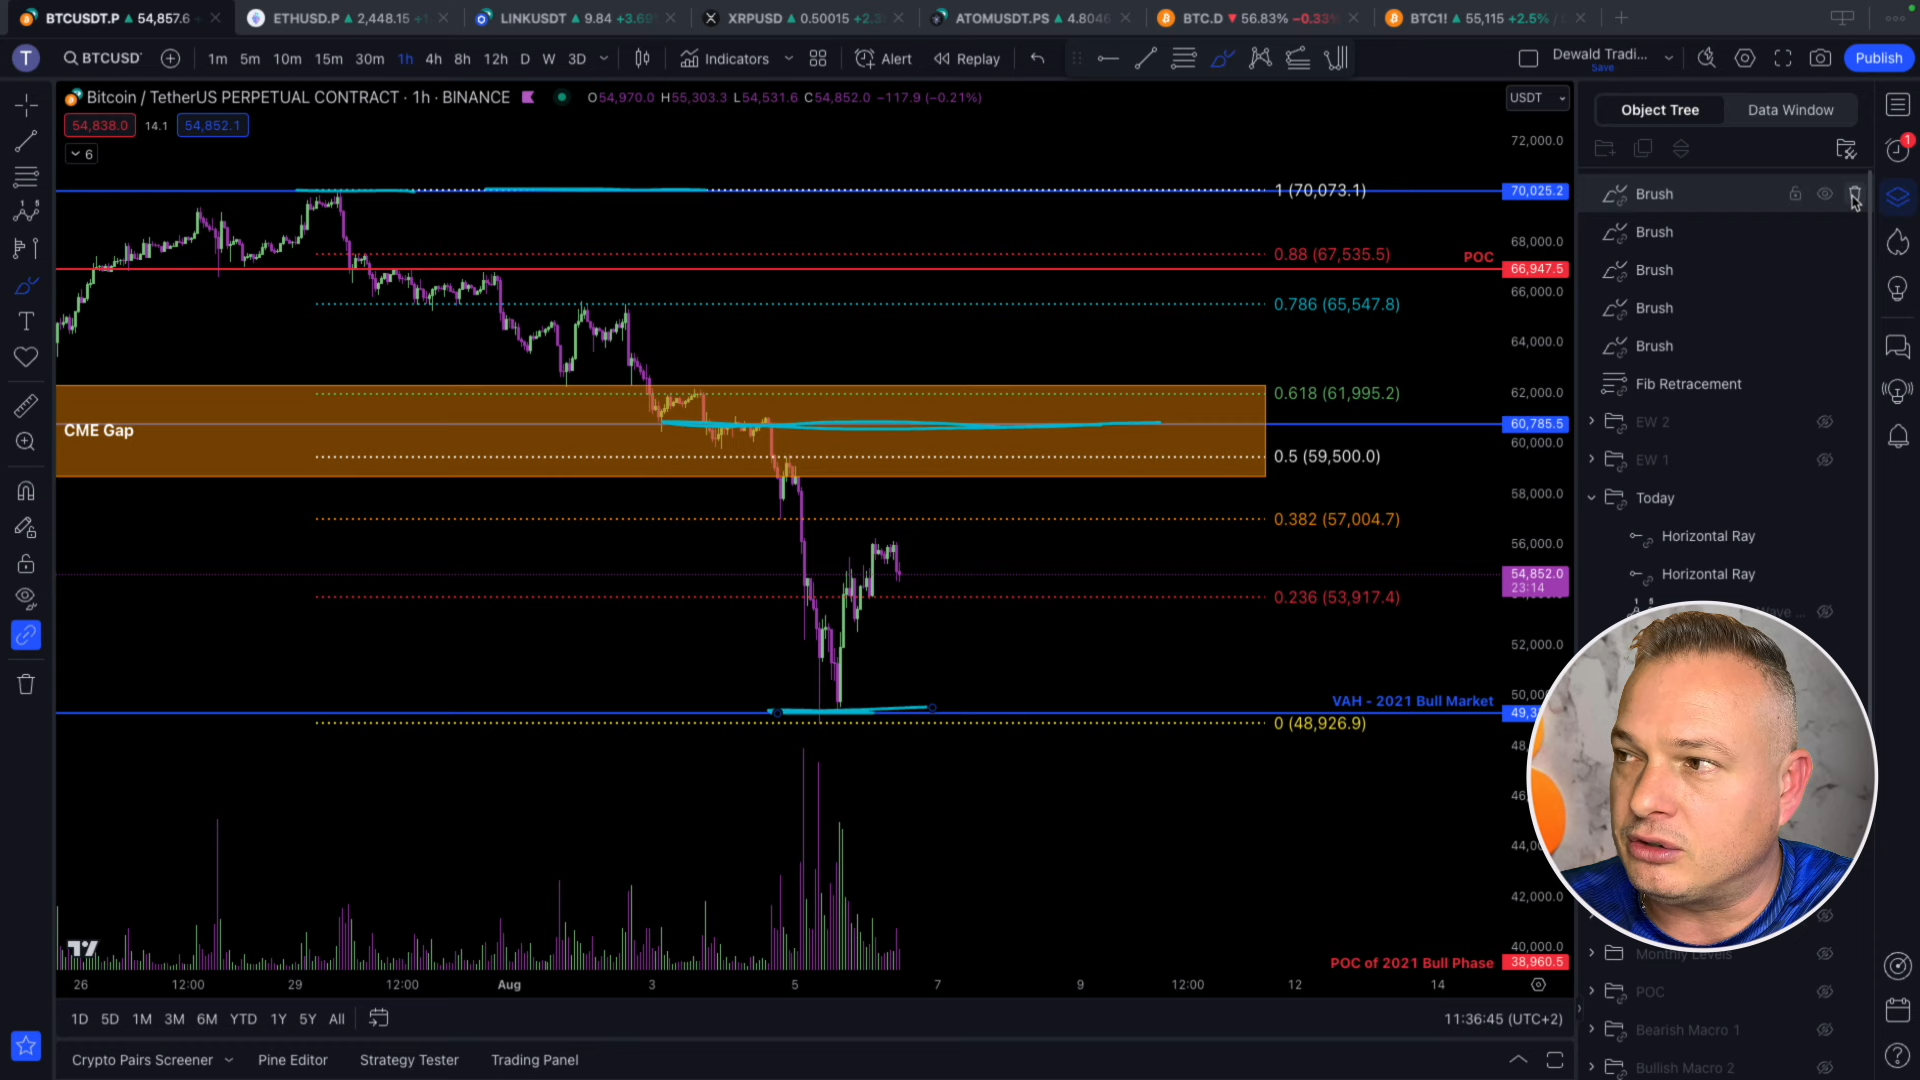 BTCUSDT.P ▲ 54,857.6
ETHUSD.P ▲ 2,448.15
LINKUSDT ▲ 9.84 +3.69
XRPUSD ▲ 0.50015 +2.3
ATOMUSDT.PS ▲ 4.8046
BTC.D ▼ 56.83% −0.33%
BTC1! ▲ 55,115 +2.5%
T
BTCUSD
1m 5m 10m 15m 30m 1h 4h 8h 12h D W 3D
Indicators
Alert
Replay
Dewald Tradi...
Save
Publish
Bitcoin / TetherUS PERPETUAL CONTRACT · 1h · BINANCE
O54,970.0 H55,303.3 L54,531.6 C54,852.0 −117.9 (−0.21%)
USDT
54,838.0 14.1 54,852.1
6
Object Tree
Data Window
1
72,000.0
1 (70,073.1)
70,025.2
68,000.0
0.88 (67,535.5)
POC
66,947.5
66,000.0
0.786 (65,547.8)
64,000.0
62,000.0
0.618 (61,995.2)
CME Gap
60,785.5
60,000.0
0.5 (59,500.0)
58,000.0
0.382 (57,004.7)
56,000.0
54,852.0
23:14
0.236 (53,917.4)
52,000.0
VAH - 2021 Bull Market
0 (48,926.9)
42,000.0
40,000.0
POC of 2021 Bull Phase
38,960.5
26 12:00 29 12:00 Aug 3 5 7 9 12:00 12 14
1D 5D 1M 3M 6M YTD 1Y 5Y All
11:36:45 (UTC+2)
Crypto Pairs Screener
Pine Editor
Strategy Tester
Trading Panel
Brush
Brush
Brush
Brush
Brush
Fib Retracement
EW 2
EW 1
Today
Horizontal Ray
Horizontal Ray
Monthly Levels
POC
Bearish Macro 1
Bullish Macro 2